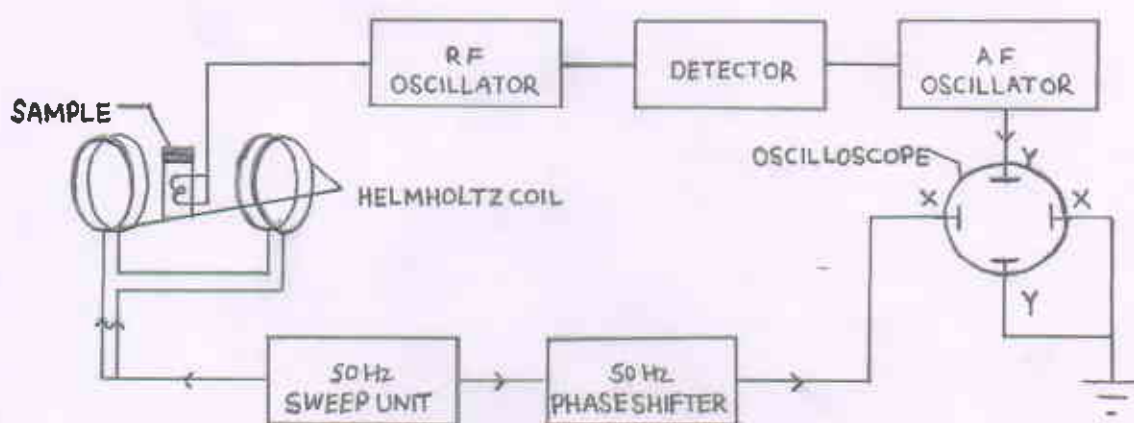 RF
OSCILLATOR
DETECTOR
AF
OSCILLATOR
SAMPLE
OSCILLOSCOPE
Y
X
X
HELMHOLTZ COIL
Y
50 Hz
SWEEP UNIT
50 Hz
PHASE SHIFTER